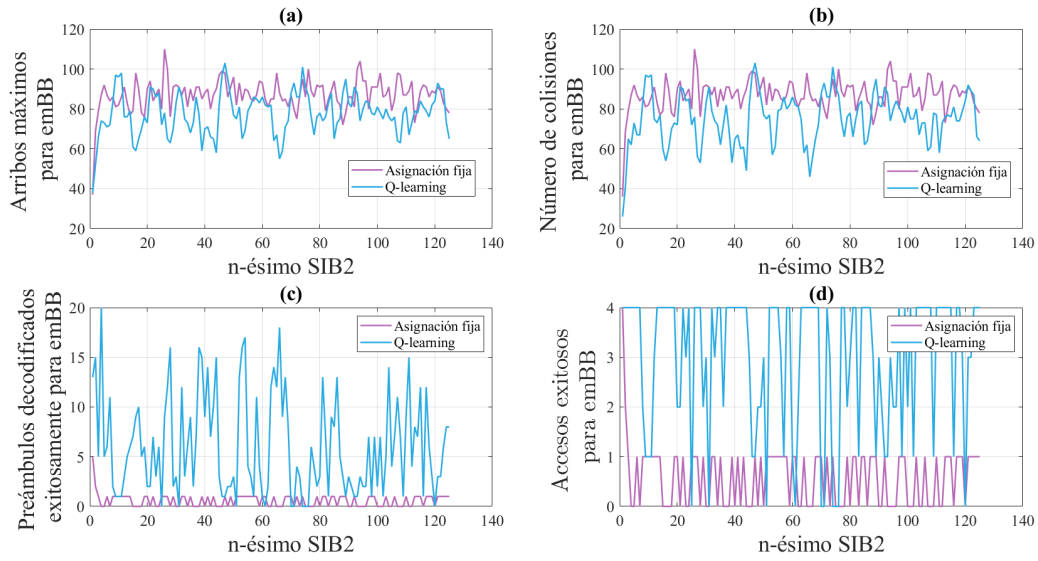 (a)
Arribos máximos
para emBB
120
100
80
60
40
20
0
20
40
60
80
100
120
140
n-ésimo SIB2
Asignación fija
Q-learning
(b)
Número de colisiones
para emBB
120
100
80
60
40
20
0
20
40
60
80
100
120
140
n-ésimo SIB2
Asignación fija
Q-learning
(c)
Preámbulos decodificados
exitosamente para emBB
20
15
10
5
0
0
20
40
60
80
100
120
140
n-ésimo SIB2
Asignación fija
Q-learning
(d)
Accesos exitosos
para emBB
4
3
2
1
0
0
20
40
60
80
100
120
140
n-ésimo SIB2
Asignación fija
Q-learning